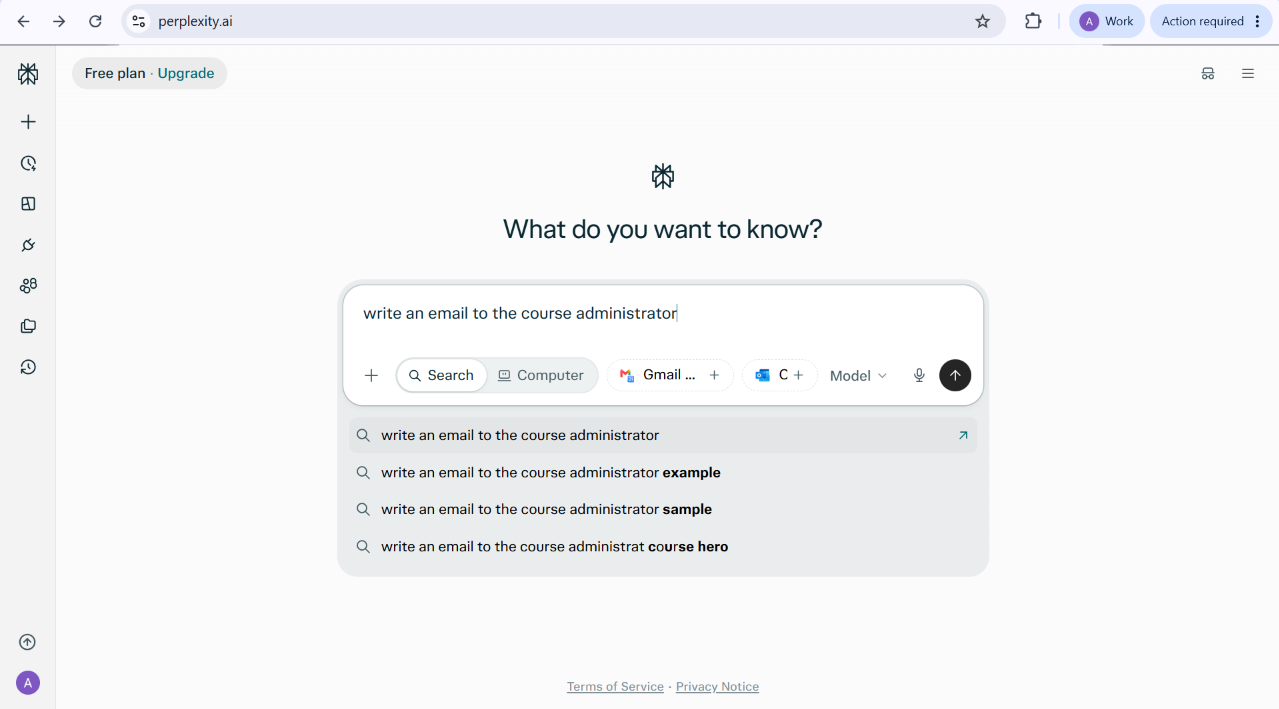 perplexity.ai
A Work
Action required
Free plan · Upgrade
What do you want to know?
write an email to the course administrator
Search
Computer
Gmail ...
C
Model
write an email to the course administrator
write an email to the course administrator example
write an email to the course administrator sample
write an email to the course administrat course hero
A
Terms of Service · Privacy Notice